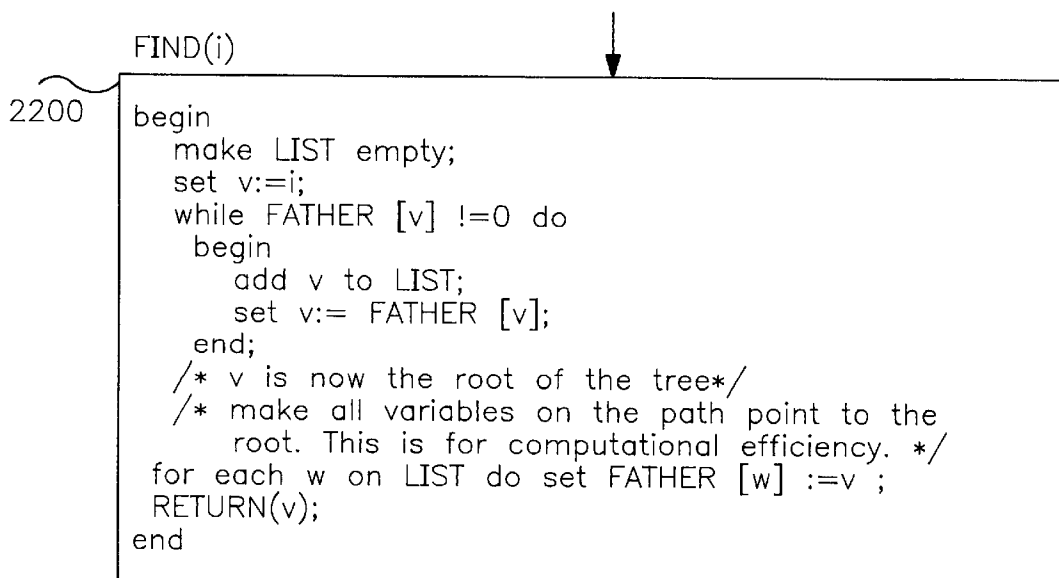 FIND(i)
2200
begin
make LIST empty;
set v:=i;
while FATHER [v] !=0 do
begin
add v to LIST;
set v:= FATHER [v];
end;
/* v is now the root of the tree*/
/* make all variables on the path point to the
root. This is for computational efficiency. */
for each w on LIST do set FATHER [w] :=v ;
RETURN(v);
end